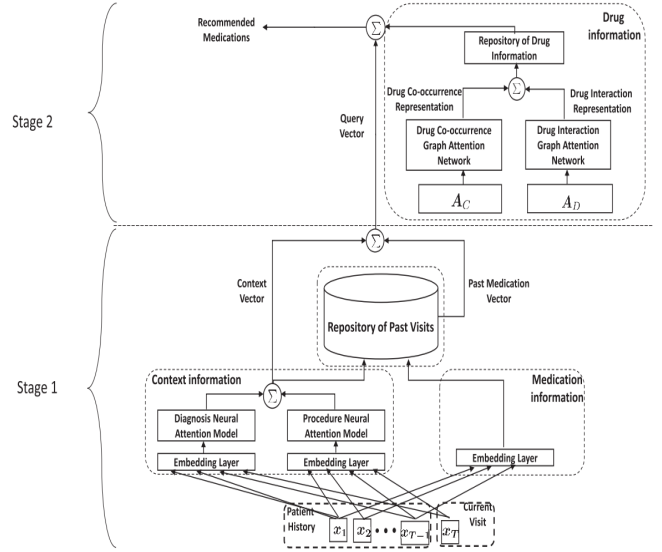 Recommended
Medications
Σ
Drug
information
Repository of Drug
Information
Σ
Drug Co-occurrence
Representation
Drug Interaction
Representation
Stage 2
Query
Vector
Drug Co-occurrence
Graph Attention
Network
Drug Interaction
Graph Attention
Network
A_C
A_D
Σ
Context
Vector
Past Medication
Vector
Repository of Past Visits
Stage 1
Context information
Medication
information
Σ
Diagnosis Neural
Attention Model
Procedure Neural
Attention Model
Embedding Layer
Embedding Layer
Embedding Layer
Patient
History
Current
Visit
x_1
x_2
•••
x_{T-1}
x_T